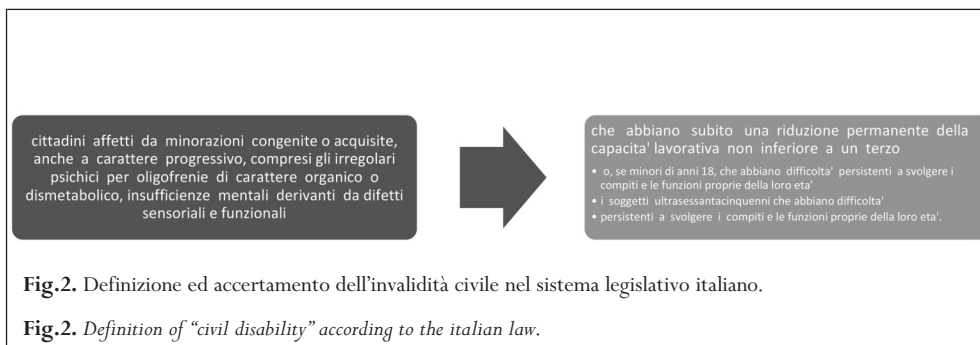 cittadini affetti da minorazioni congenite o acquisite,
anche a carattere progressivo, compresi gli irregolari
psichici per oligofrenie di carattere organico o
dismetabolico, insufficienze mentali derivanti da difetti
sensoriali e funzionali
che abbiano subito una riduzione permanente della
capacita' lavorativa non inferiore a un terzo
• o, se minori di anni 18, che abbiano difficolta' persistenti a svolgere i
compiti e le funzioni proprie della loro eta'
• i soggetti ultrasessantacinquenni che abbiano difficolta'
• persistenti a svolgere i compiti e le funzioni proprie della loro eta'.
Fig.2. Definizione ed accertamento dell'invalidità civile nel sistema legislativo italiano.
Fig.2. Definition of “civil disability” according to the italian law.